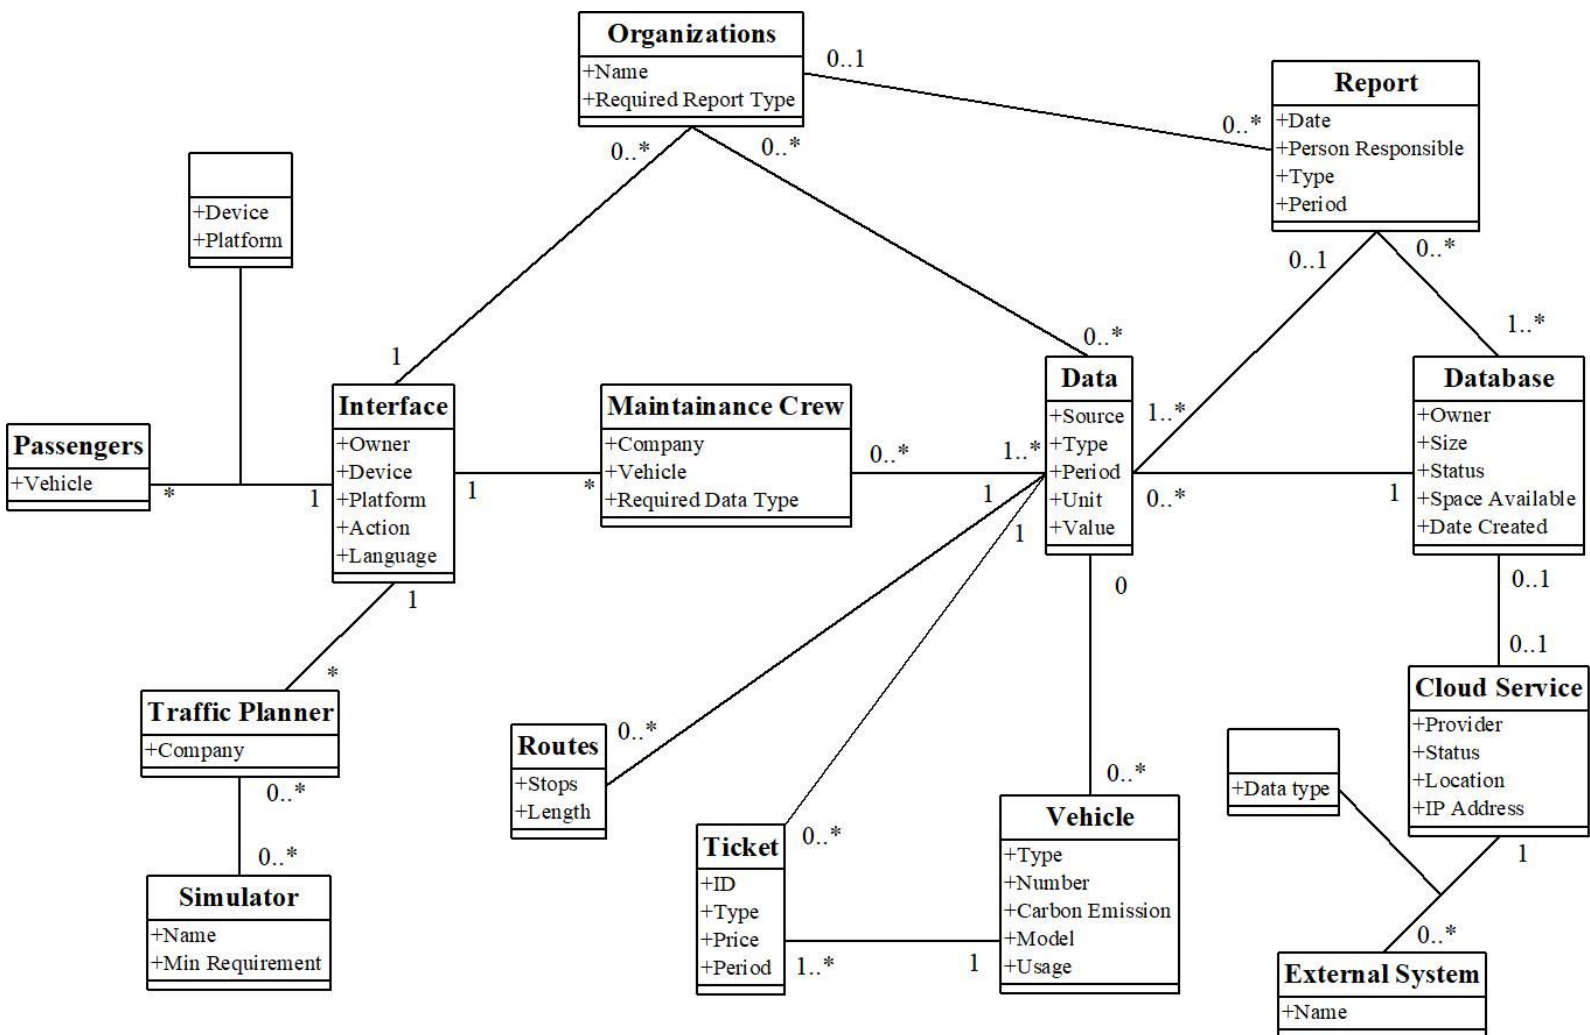 Organizations
+Name
+Required Report Type
0..1
0..*
Report
+Date
+Person Responsible
+Type
+Period
0..*
0..*
+Device
+Platform
0..1
0..*
1
0..*
1..*
Passengers
+Vehicle
*
1
Interface
+Owner
+Device
+Platform
+Action
+Language
1
*
Maintainance Crew
+Company
+Vehicle
+Required Data Type
0..*
1..*
1
1
Data
+Source
+Type
+Period
+Unit
+Value
1..*
0..*
1
Database
+Owner
+Size
+Status
+Space Available
+Date Created
1
*
0
0..1
0..1
Traffic Planner
+Company
0..*
0..*
Simulator
+Name
+Min Requirement
Routes
+Stops
+Length
0..*
Ticket
+ID
+Type
+Price
+Period
0..*
1..*
1
0..*
Vehicle
+Type
+Number
+Carbon Emission
+Model
+Usage
+Data type
Cloud Service
+Provider
+Status
+Location
+IP Address
1
0..*
External System
+Name